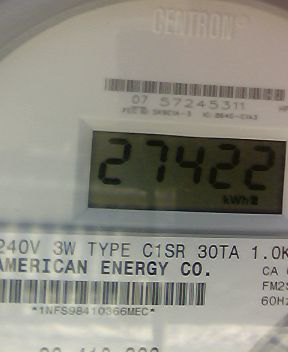 CENTRON®
07 57245311
27422
kWh
240V 3W TYPE C1SR 30TA 1.0K
AMERICAN ENERGY CO.
CA
FM2S
60Hz
*1NFS98410366MEC*